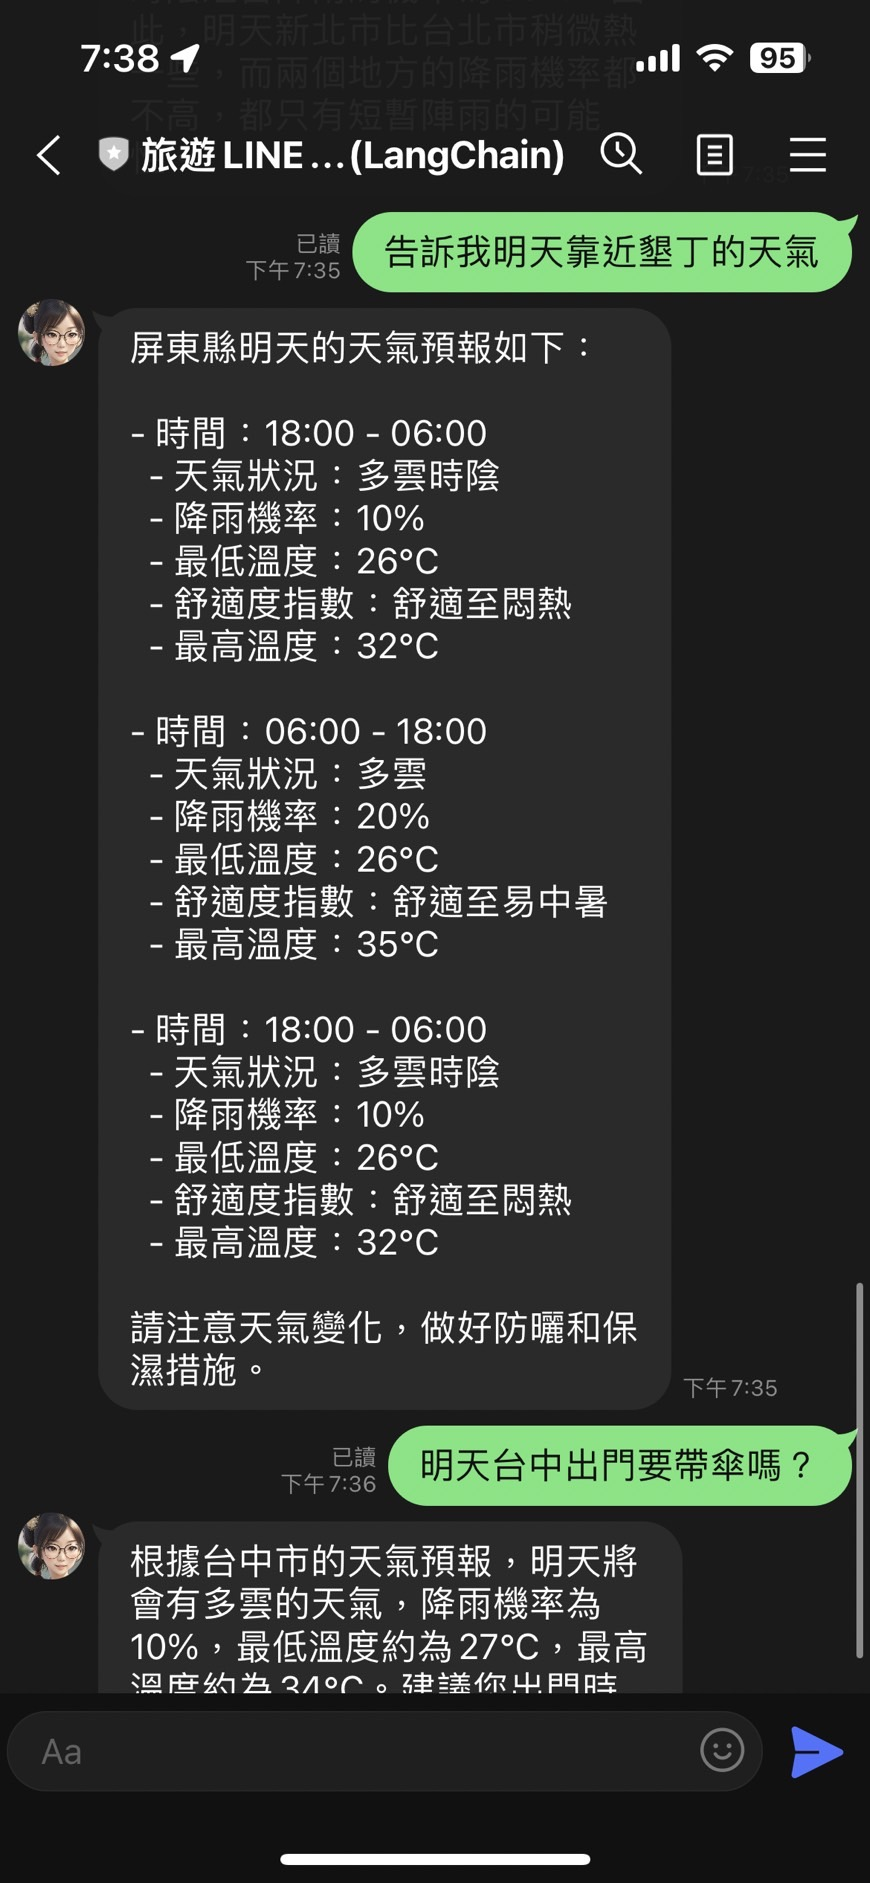 此，明天新北市比台北市稍微熱
一些，而兩個地方的降雨機率都
不高，都只有短暫陣雨的可能
7:38
95
旅遊LINE...(LangChain)
下午7:35
告訴我明天靠近墾丁的天氣
已讀
下午7:35
屏東縣明天的天氣預報如下：
- 時間：18:00 - 06:00
- 天氣狀況：多雲時陰
- 降雨機率：10%
- 最低溫度：26°C
- 舒適度指數：舒適至悶熱
- 最高溫度：32°C
- 時間：06:00 - 18:00
- 天氣狀況：多雲
- 降雨機率：20%
- 最低溫度：26°C
- 舒適度指數：舒適至易中暑
- 最高溫度：35°C
- 時間：18:00 - 06:00
- 天氣狀況：多雲時陰
- 降雨機率：10%
- 最低溫度：26°C
- 舒適度指數：舒適至悶熱
- 最高溫度：32°C
請注意天氣變化，做好防曬和保
濕措施。
下午7:35
明天台中出門要帶傘嗎？
已讀
下午7:36
根據台中市的天氣預報，明天將
會有多雲的天氣，降雨機率為
10%，最低溫度約為27°C，最高
溫度約為34°C。建議您出門時
Aa